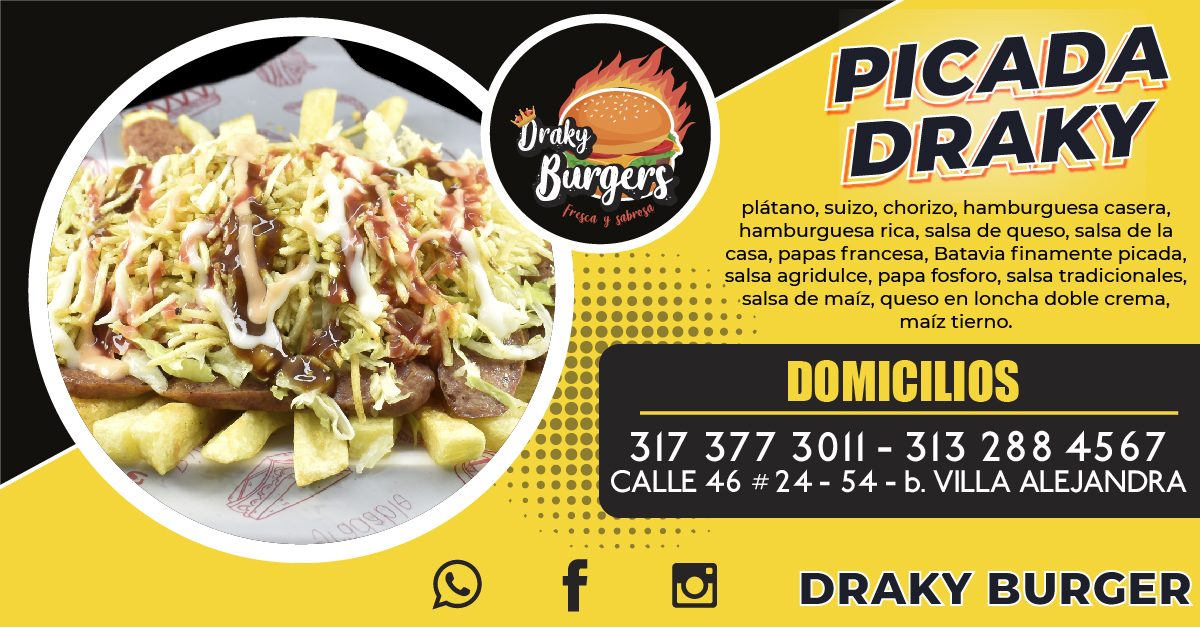 PICADA
DRAKY
Draky
Burgers
Fresca y sabrosa
plátano, suizo, chorizo, hamburguesa casera,
hamburguesa rica, salsa de queso, salsa de la
casa, papas francesa, Batavia finamente picada,
salsa agridulce, papa fosforo, salsa tradicionales,
salsa de maíz, queso en loncha doble crema,
maíz tierno.
DOMICILIOS
317 377 3011 - 313 288 4567
CALLE 46 # 24 - 54 - b. VILLA ALEJANDRA
DRAKY BURGER